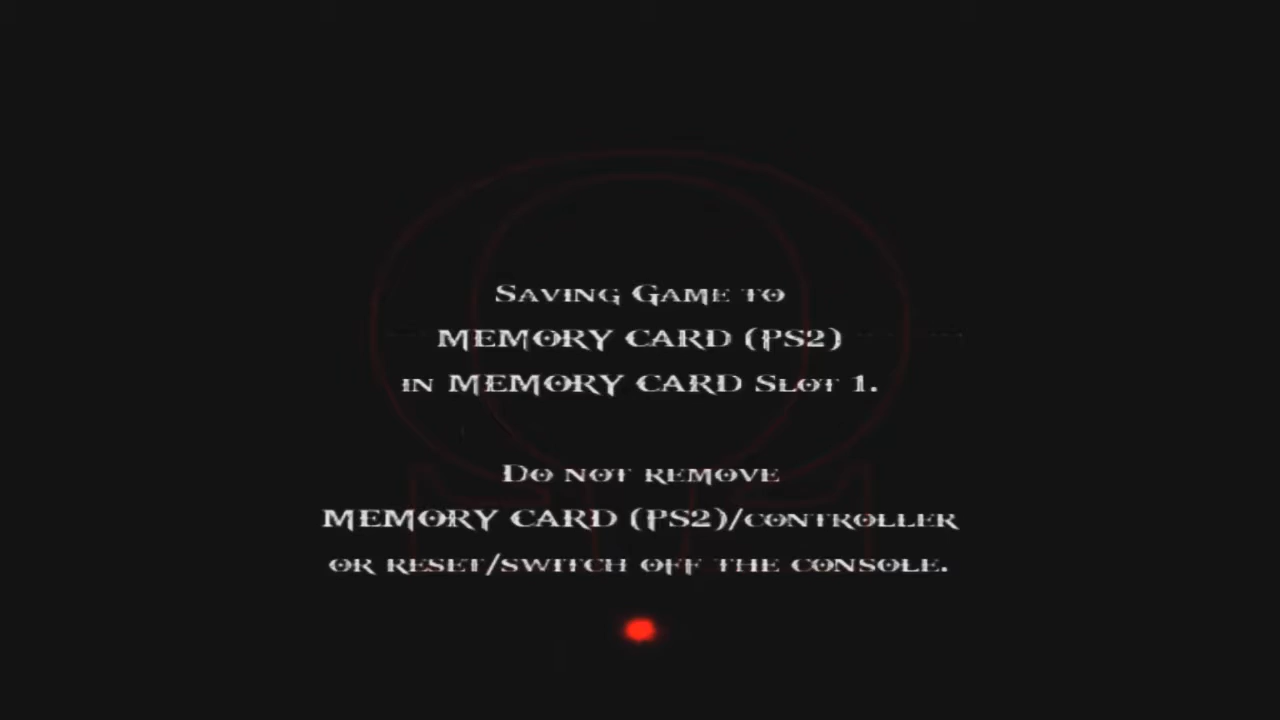 Saving Game to
MEMORY CARD (PS2)
in MEMORY CARD Slot 1.
Do not remove
MEMORY CARD (PS2)/controller
or reset/switch off the console.